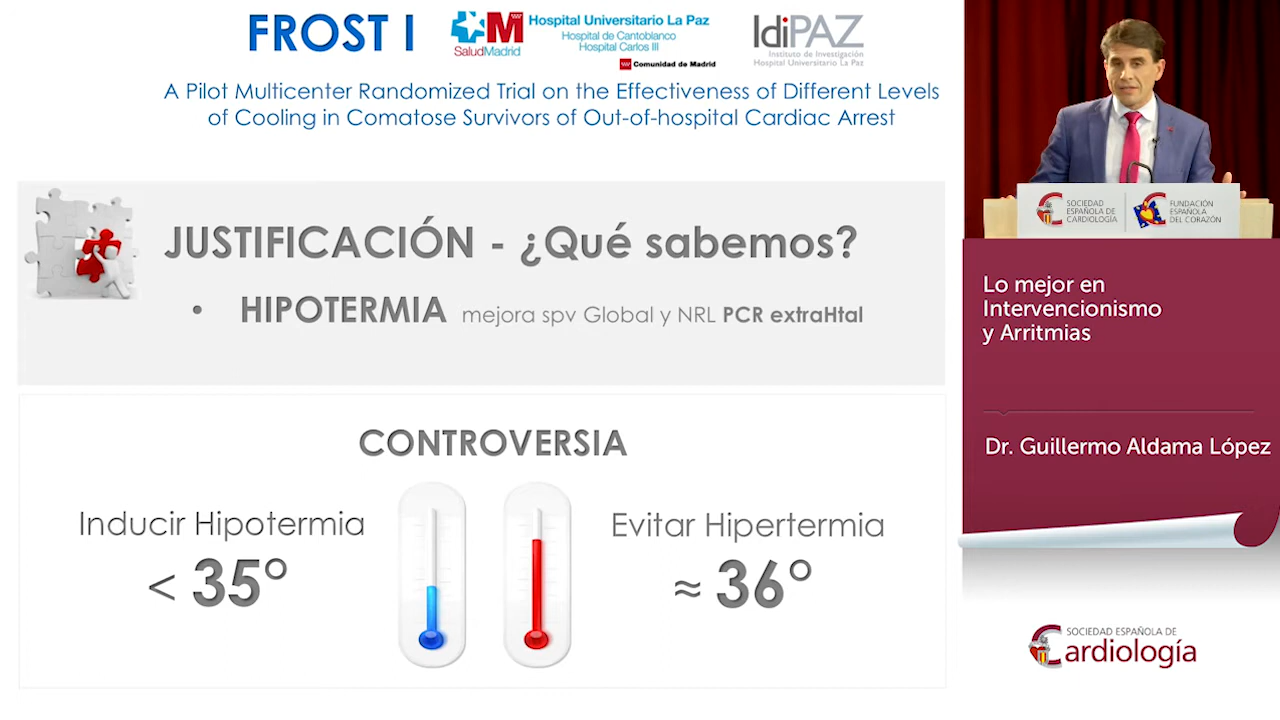 FROST I
SaludMadrid
Hospital Universitario La Paz
Hospital de Cantoblanco
Hospital Carlos III
Comunidad de Madrid
IdiPAZ
Instituto de Investigación
Hospital Universitario La Paz
A Pilot Multicenter Randomized Trial on the Effectiveness of Different Levels
of Cooling in Comatose Survivors of Out-of-hospital Cardiac Arrest
JUSTIFICACIÓN - ¿Qué sabemos?
• HIPOTERMIA mejora spv Global y NRL PCR extraHtal
CONTROVERSIA
Inducir Hipotermia
< 35°
Evitar Hipertermia
≈ 36°
SOCIEDAD
ESPAÑOLA DE
CARDIOLOGÍA
FUNDACIÓN
ESPAÑOLA
DEL CORAZÓN
Lo mejor en
Intervencionismo
y Arritmias
Dr. Guillermo Aldama López
SOCIEDAD ESPAÑOLA DE
Cardiología